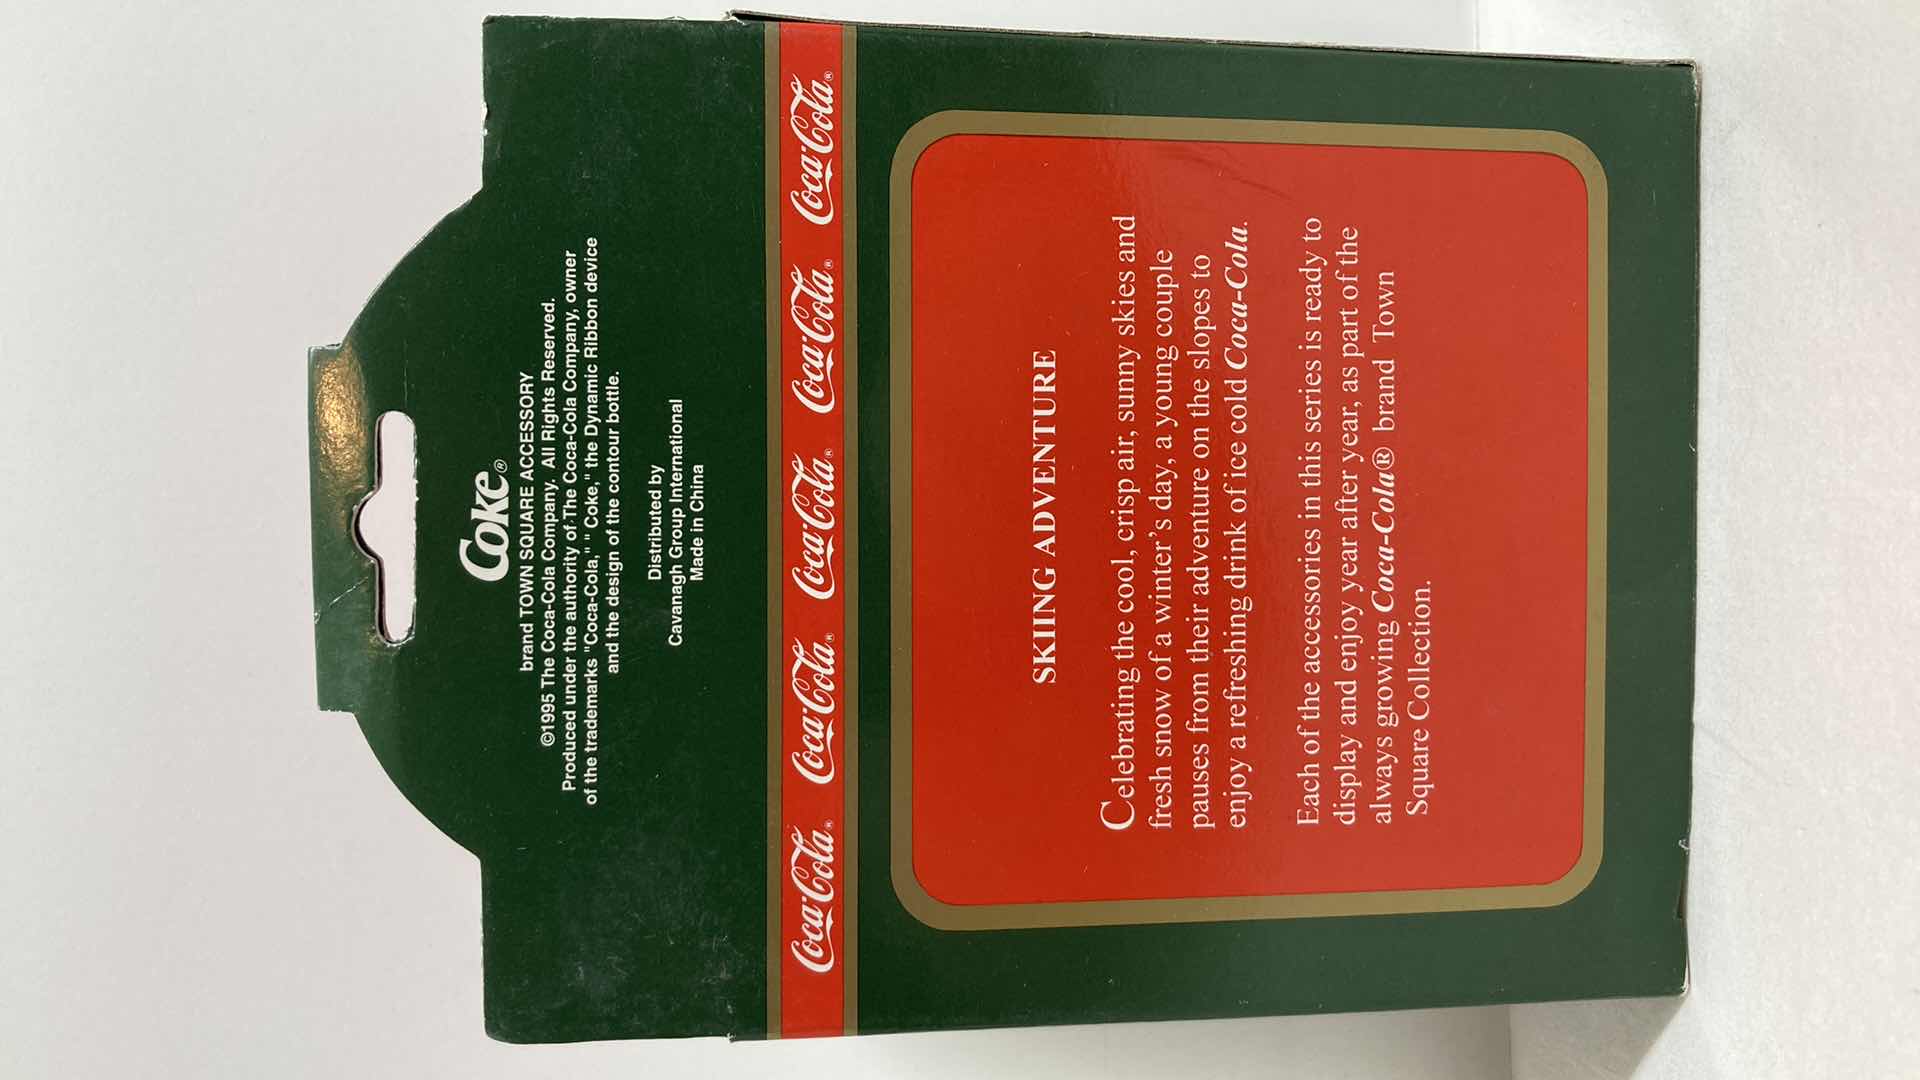 Coke®
brand TOWN SQUARE ACCESSORY
©1995 The Coca-Cola Company. All Rights Reserved.
Produced under the authority of The Coca-Cola Company, owner
of the trademarks "Coca-Cola," " Coke," the Dynamic Ribbon device
and the design of the contour bottle.
Distributed by
Cavanagh Group International
Made in China
Coca-Cola® Coca-Cola® Coca-Cola® Coca-Cola® Coca-Cola®
SKIING ADVENTURE
Celebrating the cool, crisp air, sunny skies and
fresh snow of a winter's day, a young couple
pauses from their adventure on the slopes to
enjoy a refreshing drink of ice cold Coca-Cola.
Each of the accessories in this series is ready to
display and enjoy year after year, as part of the
always growing Coca-Cola® brand Town
Square Collection.